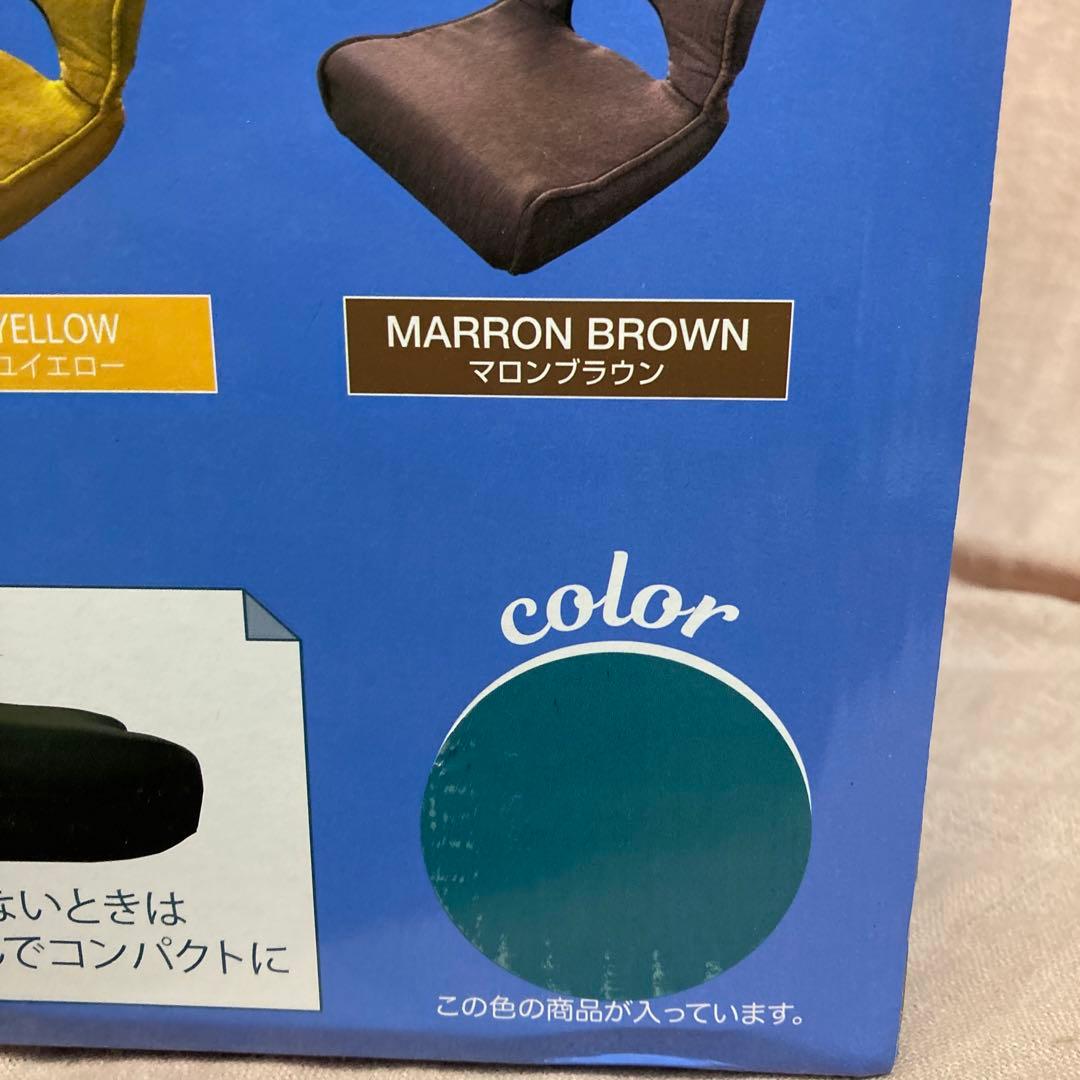 YELLOW
ユイエロー
MARRON BROWN
マロンブラウン
color
ないときは
でコンパクトに
この色の商品が入っています。